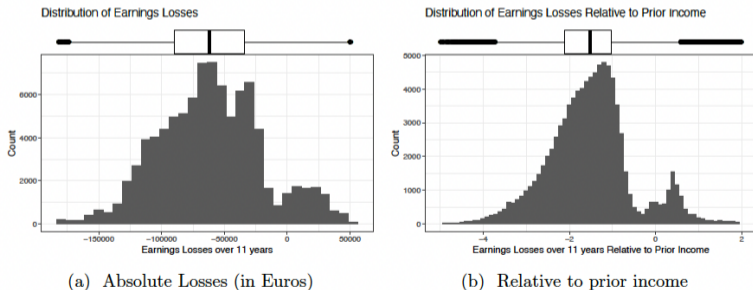 Distribution of Earnings Losses
Distribution of Earnings Losses Relative to Prior Income
6000
4000
2000
0
Count
−150000 −100000 −50000 0 50000
Earnings Losses over 11 years
5000
4000
3000
2000
1000
0
Count
−4 −2 0 2
Earnings Losses over 11 years Relative to Prior Income
(a) Absolute Losses (in Euros)
(b) Relative to prior income